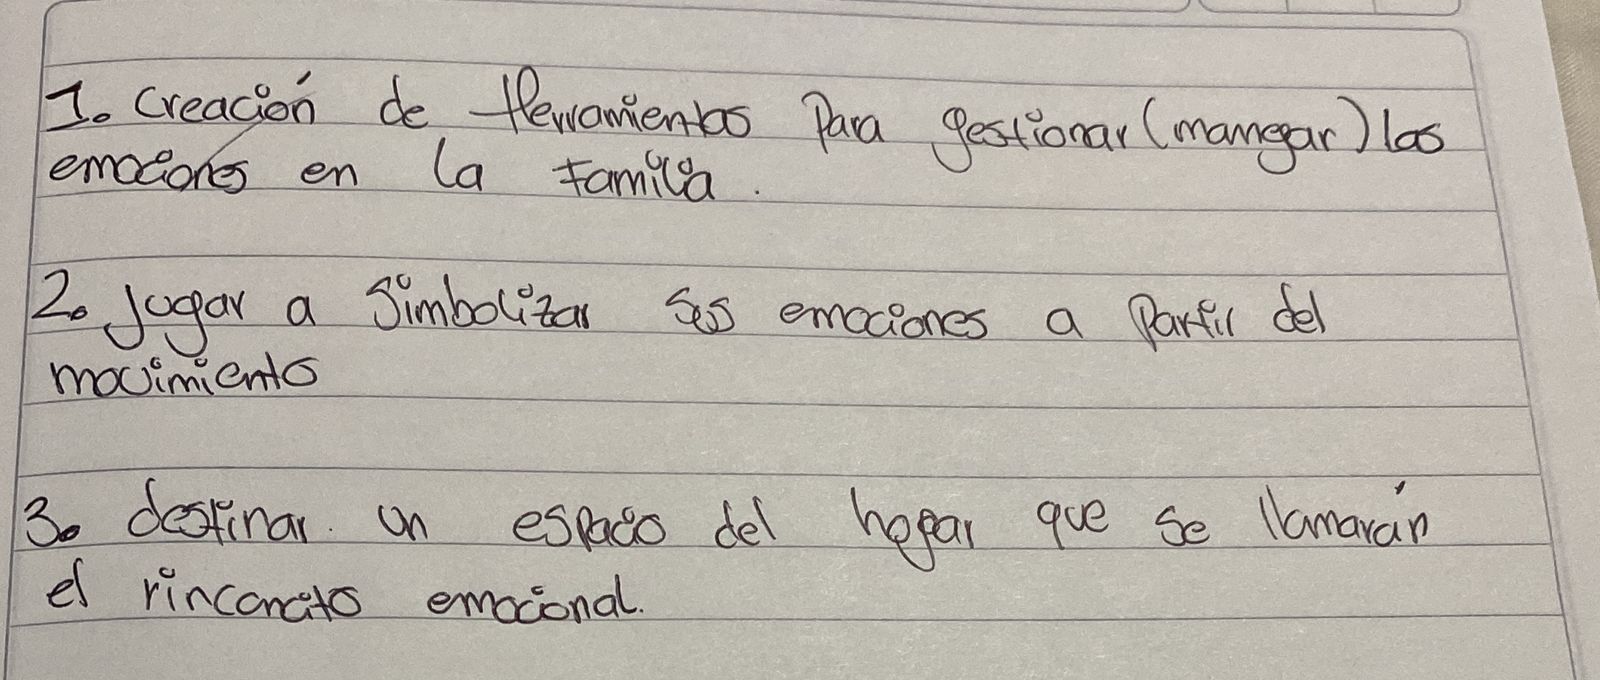 1. Creación de Herramientas Para gestionar (manegar) las
emociones en la familia.
2. Jugar a Simbolizar sus emociones a Partir del
movimiento
3. destinar un espacio del hogar que se llamarán
el rinconcito emocional.